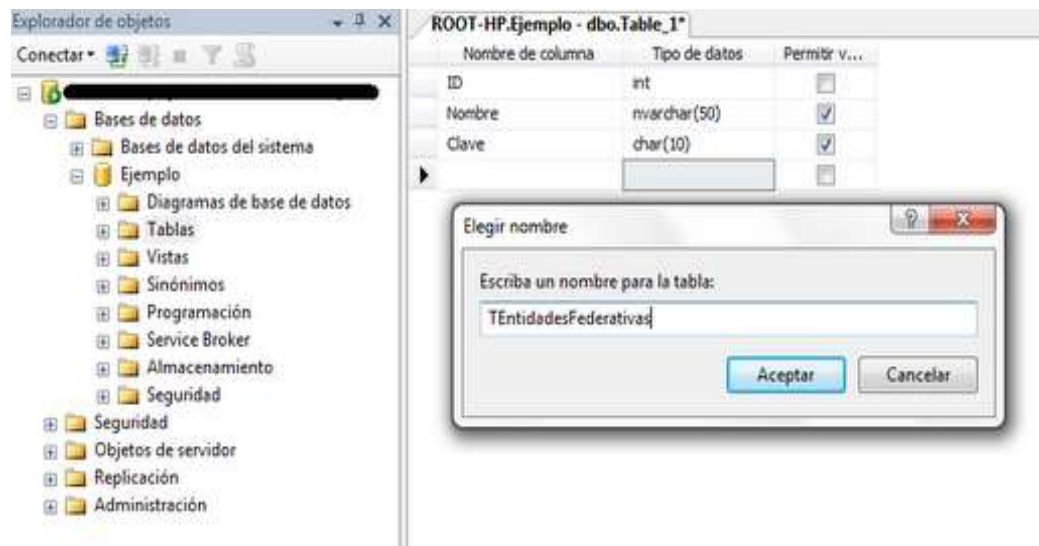 Explorador de objetos
Conectar
Bases de datos
Bases de datos del sistema
Ejemplo
Diagramas de base de datos
Tablas
Vistas
Sinónimos
Programación
Service Broker
Almacenamiento
Seguridad
Seguridad
Objetos de servidor
Replicación
Administración
ROOT-HP.Ejemplo - dbo.Table_1*
Nombre de columna Tipo de datos Permitir v...
ID int
Nombre nvarchar(50)
Clave char(10)
Elegir nombre
Escriba un nombre para la tabla:
TEntidadesFederativas
Aceptar Cancelar